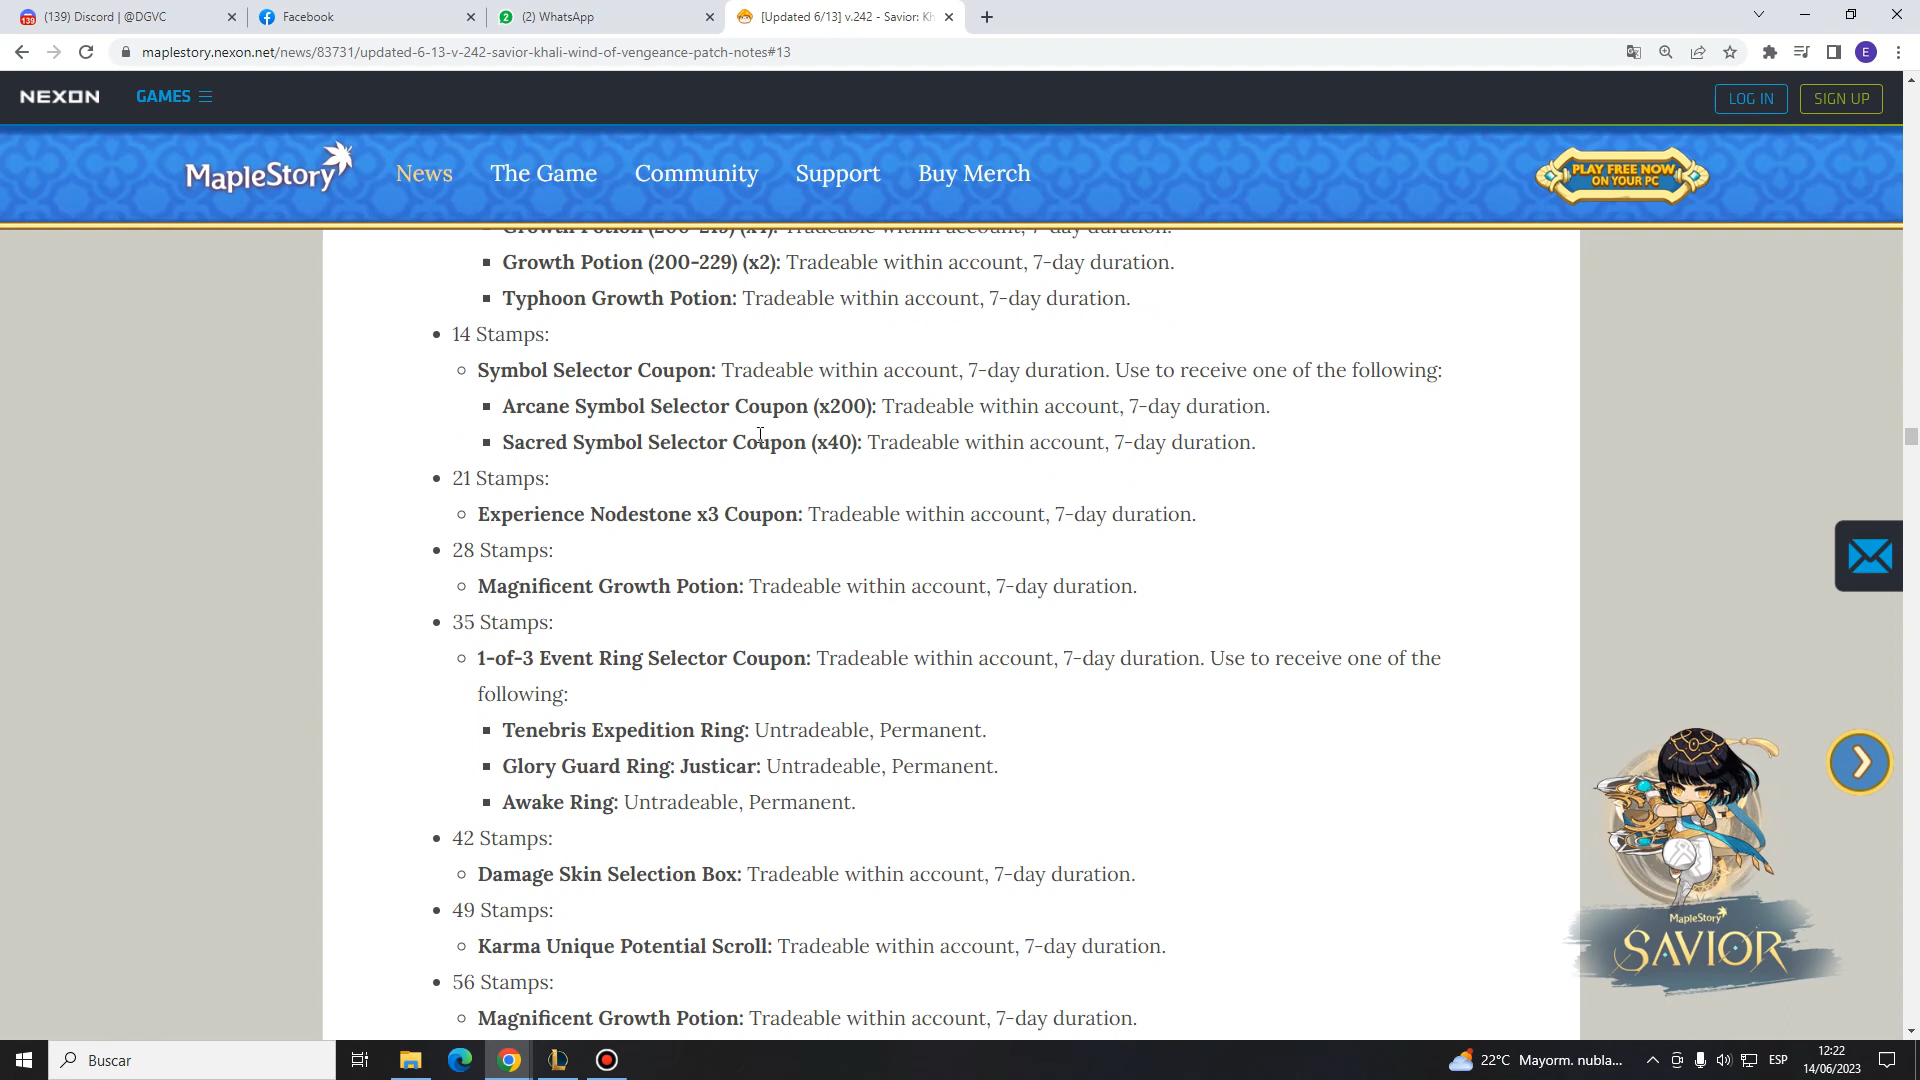 (139) Discord | @DGVC
Facebook
(2) WhatsApp
[Updated 6/13] v.242 - Savior: Kh
maplestory.nexon.net/news/83731/updated-6-13-v-242-savior-khali-wind-of-vengeance-patch-notes#13
E
NEXON
GAMES
LOG IN
SIGN UP
MapleStory
News
The Game
Community
Support
Buy Merch
PLAY FREE NOW
ON YOUR PC
Growth Potion (200-219) (x1): Tradeable within account, 7-day duration.
Growth Potion (200-229) (x2): Tradeable within account, 7-day duration.
Typhoon Growth Potion: Tradeable within account, 7-day duration.
14 Stamps:
Symbol Selector Coupon: Tradeable within account, 7-day duration. Use to receive one of the following:
Arcane Symbol Selector Coupon (x200): Tradeable within account, 7-day duration.
Sacred Symbol Selector Coupon (x40): Tradeable within account, 7-day duration.
21 Stamps:
Experience Nodestone x3 Coupon: Tradeable within account, 7-day duration.
28 Stamps:
Magnificent Growth Potion: Tradeable within account, 7-day duration.
35 Stamps:
1-of-3 Event Ring Selector Coupon: Tradeable within account, 7-day duration. Use to receive one of the
following:
Tenebris Expedition Ring: Untradeable, Permanent.
Glory Guard Ring: Justicar: Untradeable, Permanent.
Awake Ring: Untradeable, Permanent.
42 Stamps:
Damage Skin Selection Box: Tradeable within account, 7-day duration.
49 Stamps:
Karma Unique Potential Scroll: Tradeable within account, 7-day duration.
56 Stamps:
Magnificent Growth Potion: Tradeable within account, 7-day duration.
MapleStory
SAVIOR
Buscar
22°C Mayorm. nubla...
ESP
12:22
14/06/2023